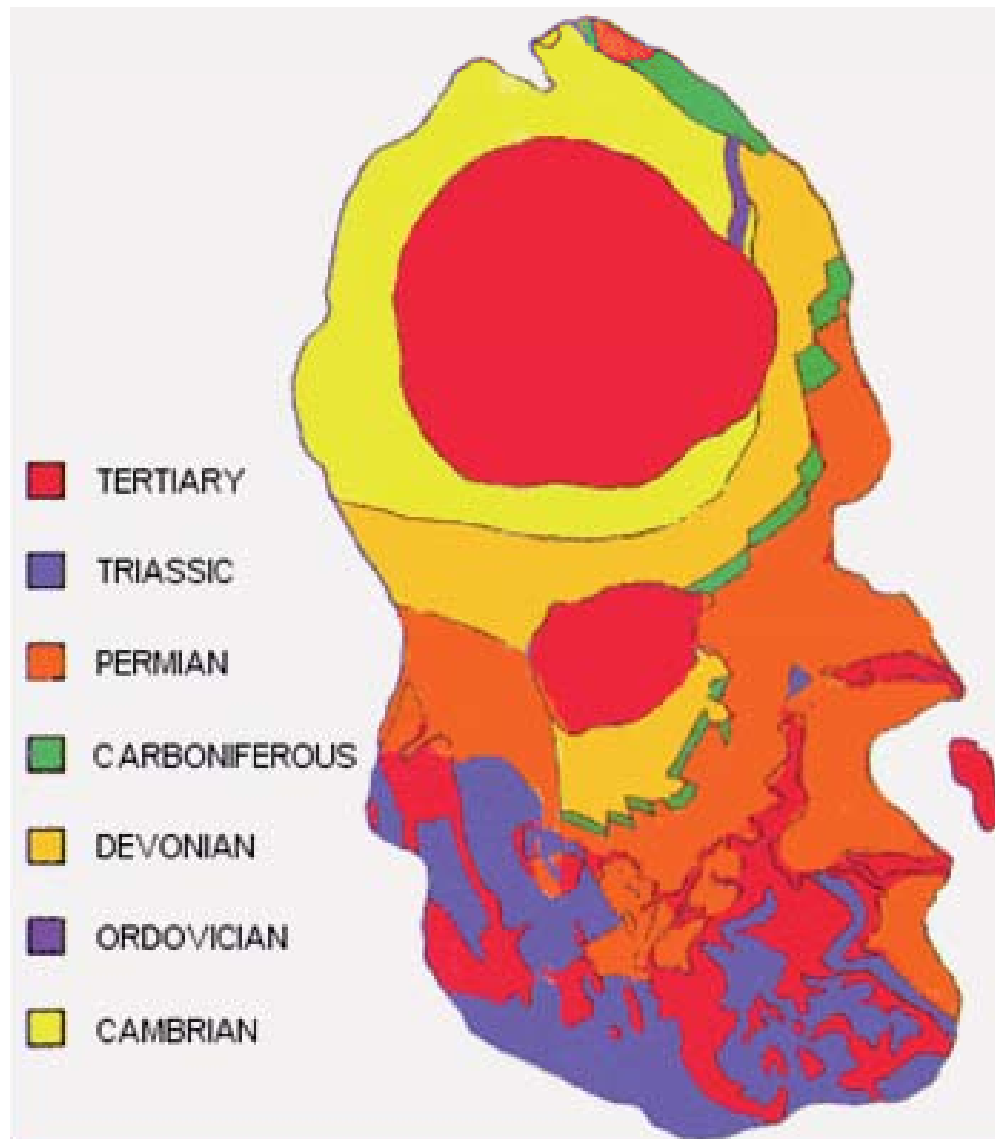 TERTIARY
TRIASSIC
PERMIAN
CARBONIFEROUS
DEVONIAN
ORDOVICIAN
CAMBRIAN